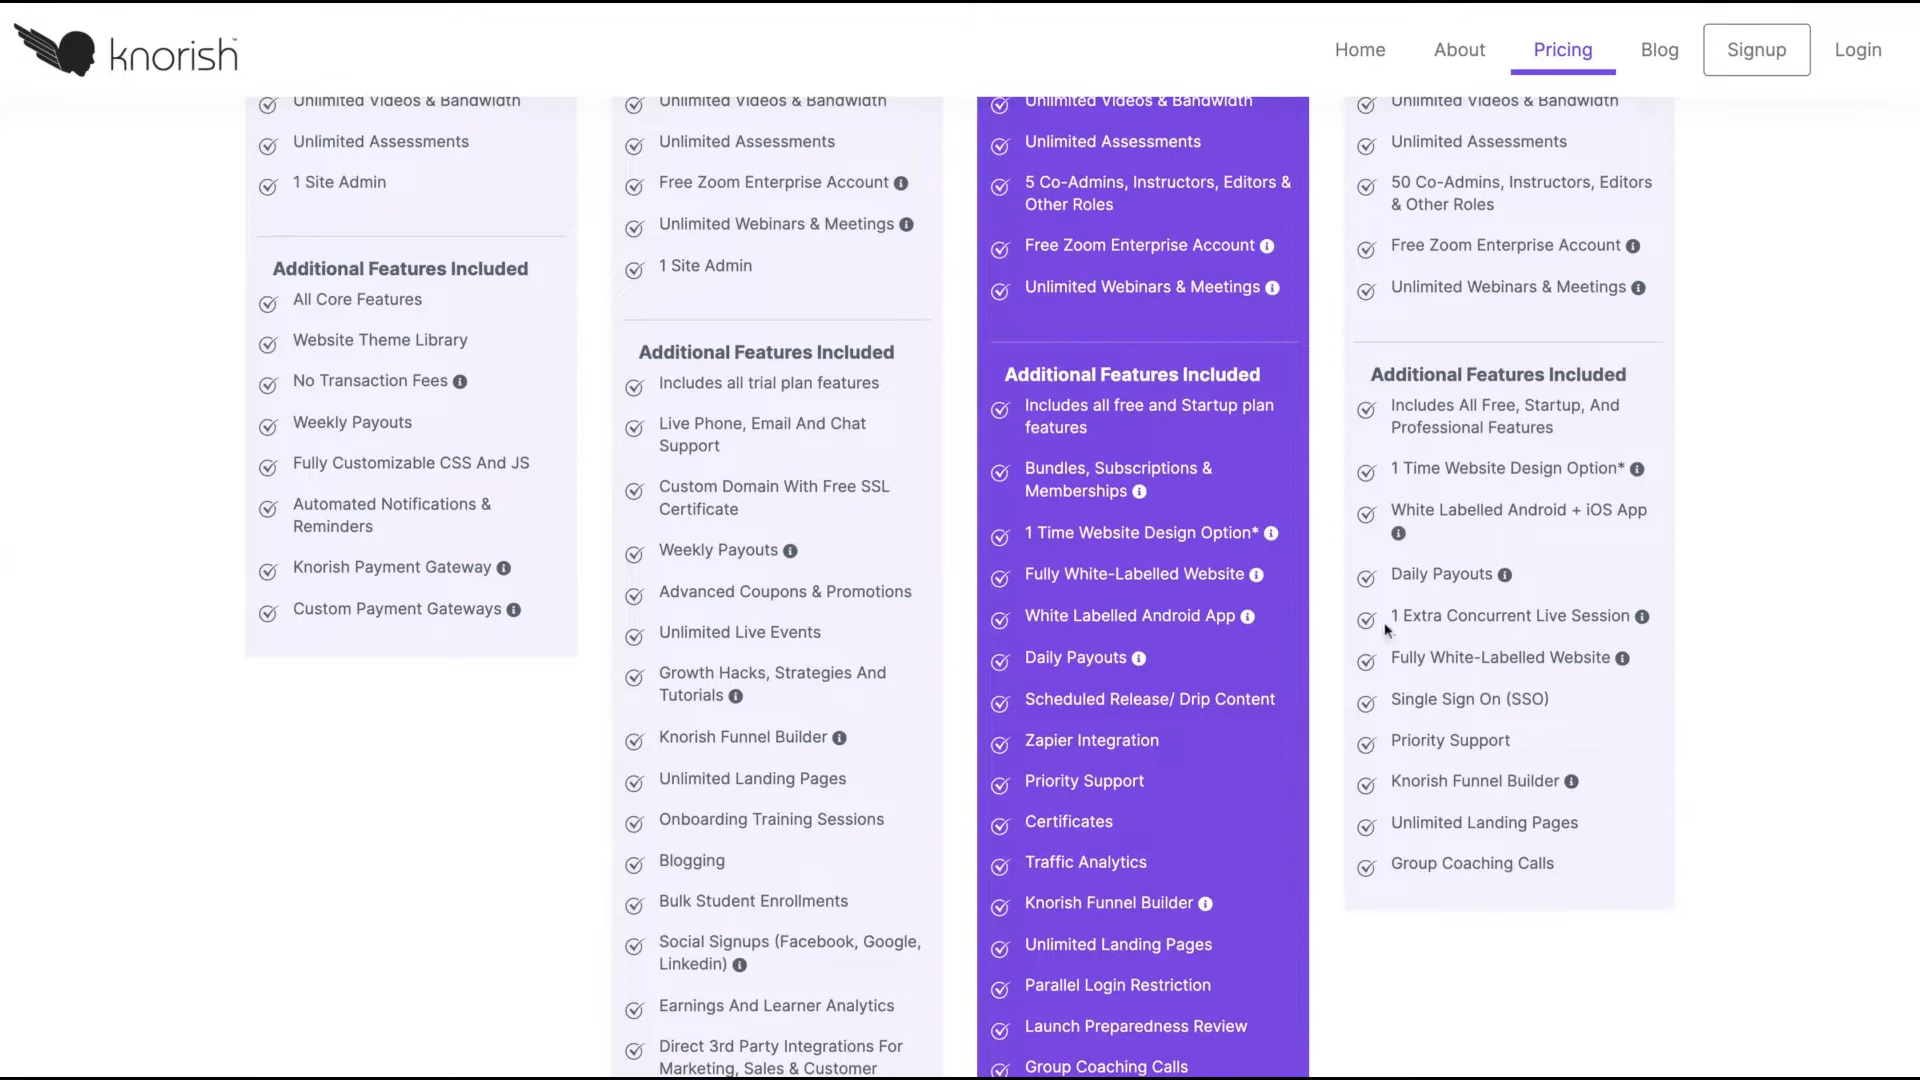 knorish™
Home
About
Pricing
Blog
Signup
Login
Unlimited Videos & Bandwidth
Unlimited Assessments
1 Site Admin
Additional Features Included
All Core Features
Website Theme Library
No Transaction Fees
Weekly Payouts
Fully Customizable CSS And JS
Automated Notifications &
Reminders
Knorish Payment Gateway
Custom Payment Gateways
Unlimited Videos & Bandwidth
Unlimited Assessments
Free Zoom Enterprise Account
Unlimited Webinars & Meetings
1 Site Admin
Additional Features Included
Includes all trial plan features
Live Phone, Email And Chat
Support
Custom Domain With Free SSL
Certificate
Weekly Payouts
Advanced Coupons & Promotions
Unlimited Live Events
Growth Hacks, Strategies And
Tutorials
Knorish Funnel Builder
Unlimited Landing Pages
Onboarding Training Sessions
Blogging
Bulk Student Enrollments
Social Signups (Facebook, Google,
Linkedin)
Earnings And Learner Analytics
Direct 3rd Party Integrations For
Marketing, Sales & Customer
Unlimited Videos & Bandwidth
Unlimited Assessments
5 Co-Admins, Instructors, Editors &
Other Roles
Free Zoom Enterprise Account
Unlimited Webinars & Meetings
Additional Features Included
Includes all free and Startup plan
features
Bundles, Subscriptions &
Memberships
1 Time Website Design Option*
Fully White-Labelled Website
White Labelled Android App
Daily Payouts
Scheduled Release/ Drip Content
Zapier Integration
Priority Support
Certificates
Traffic Analytics
Knorish Funnel Builder
Unlimited Landing Pages
Parallel Login Restriction
Launch Preparedness Review
Group Coaching Calls
Unlimited Videos & Bandwidth
Unlimited Assessments
50 Co-Admins, Instructors, Editors
& Other Roles
Free Zoom Enterprise Account
Unlimited Webinars & Meetings
Additional Features Included
Includes All Free, Startup, And
Professional Features
1 Time Website Design Option*
White Labelled Android + iOS App
Daily Payouts
1 Extra Concurrent Live Session
Fully White-Labelled Website
Single Sign On (SSO)
Priority Support
Knorish Funnel Builder
Unlimited Landing Pages
Group Coaching Calls